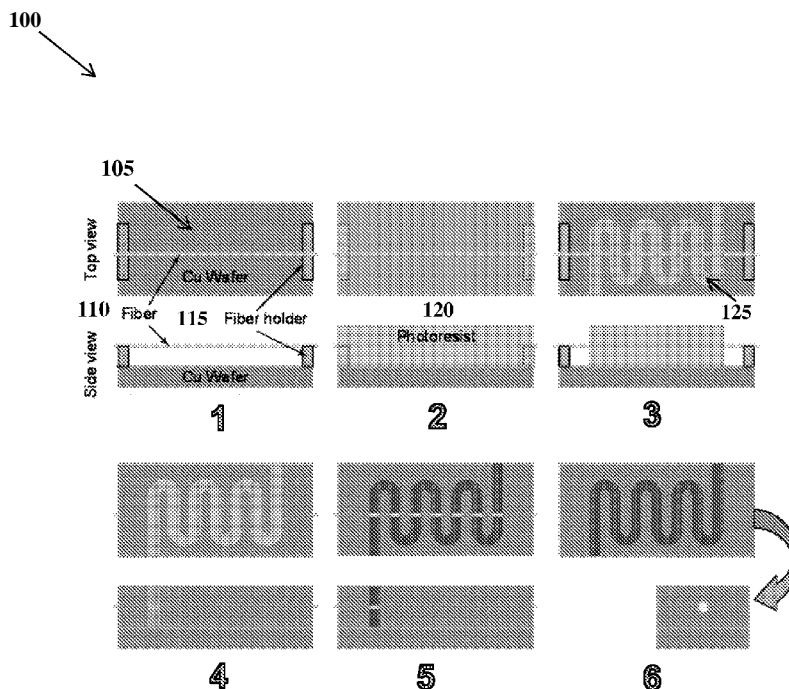 100
105
Top view
Cu Wafer
110 Fiber 115 Fiber holder 120 125
Side view
Photoresist
Cu Wafer
1 2 3
4 5 6